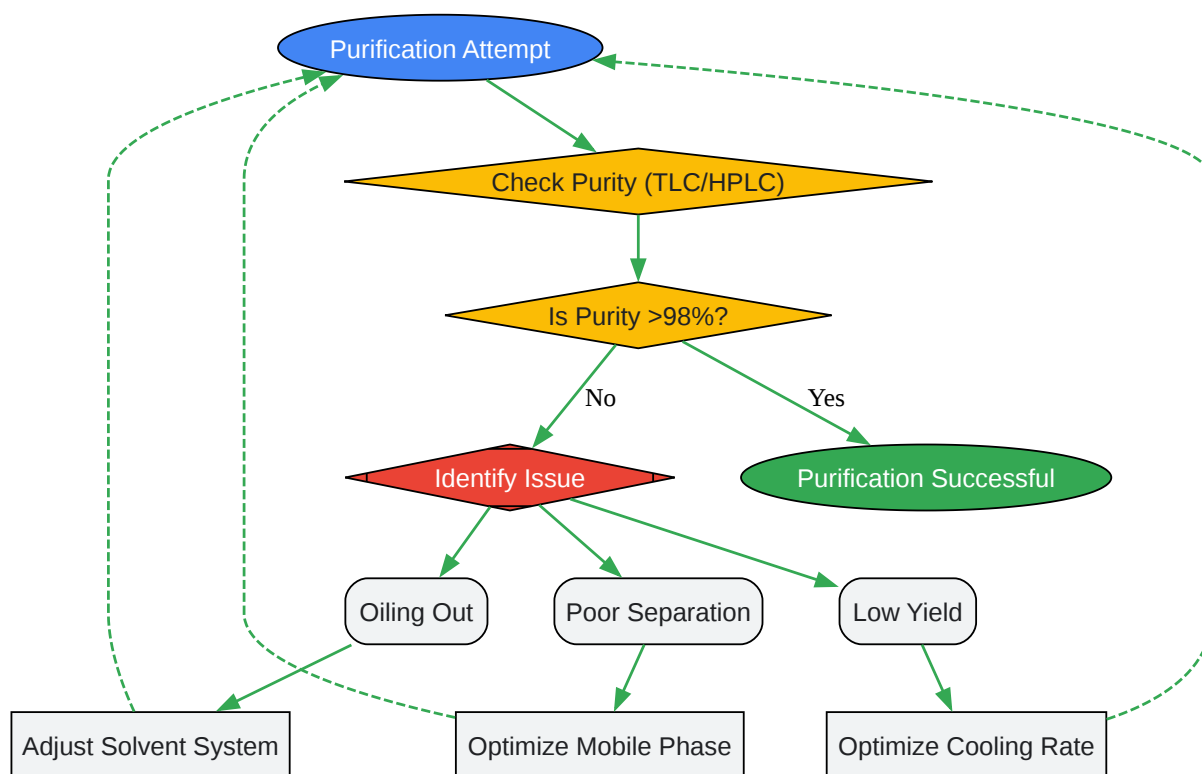 Purification Attempt
Check Purity (TLC/HPLC)
Is Purity >98%?
No
Yes
Identify Issue
Purification Successful
Oiling Out
Poor Separation
Low Yield
Adjust Solvent System
Optimize Mobile Phase
Optimize Cooling Rate